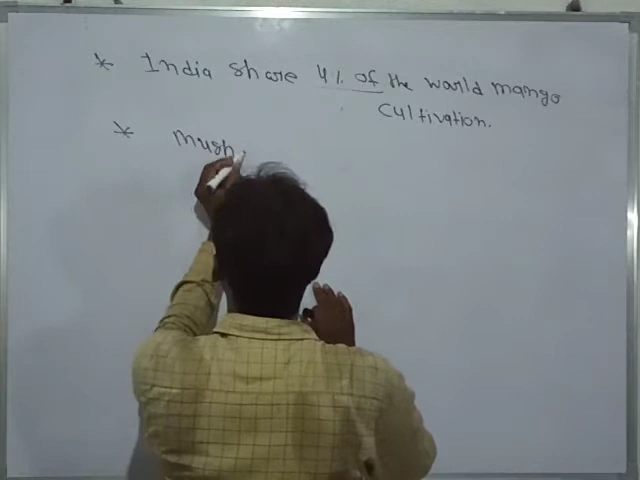 * India share 41% of the world mango
cultivation.
* mush